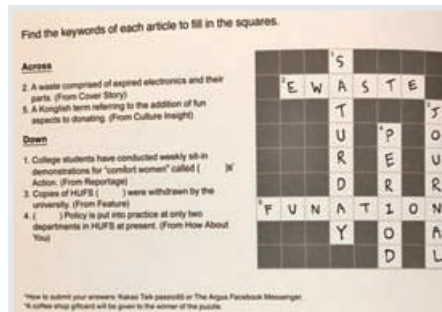 Find the keywords of each article to fill in the squares.
Across
2. A waste comprised of expired electronics and their
parts. (From Cover Story)
5. A Konglish term referring to the addition of fun
aspects to donating. (From Culture Insight)
Down
1. College students have conducted weekly sit-in
demonstrations for "comfort women" called (
Action. (From Reportage)
3. Copies of HUFS ( ) were withdrawn by the
university. (From Feature)
4. ( ) Policy is put into practice at only two
departments in HUFS at present. (From How About
You)
S
2 E W A S T E
T 3 J
U 4 P O
R E U
D R R
5 F U N A T I O N
Y O A
D L
*How to submit your answers: Kakao Talk or The Argus Facebook Messenger.
*A coffee shop giftcard will be given to the winner of the puzzle.